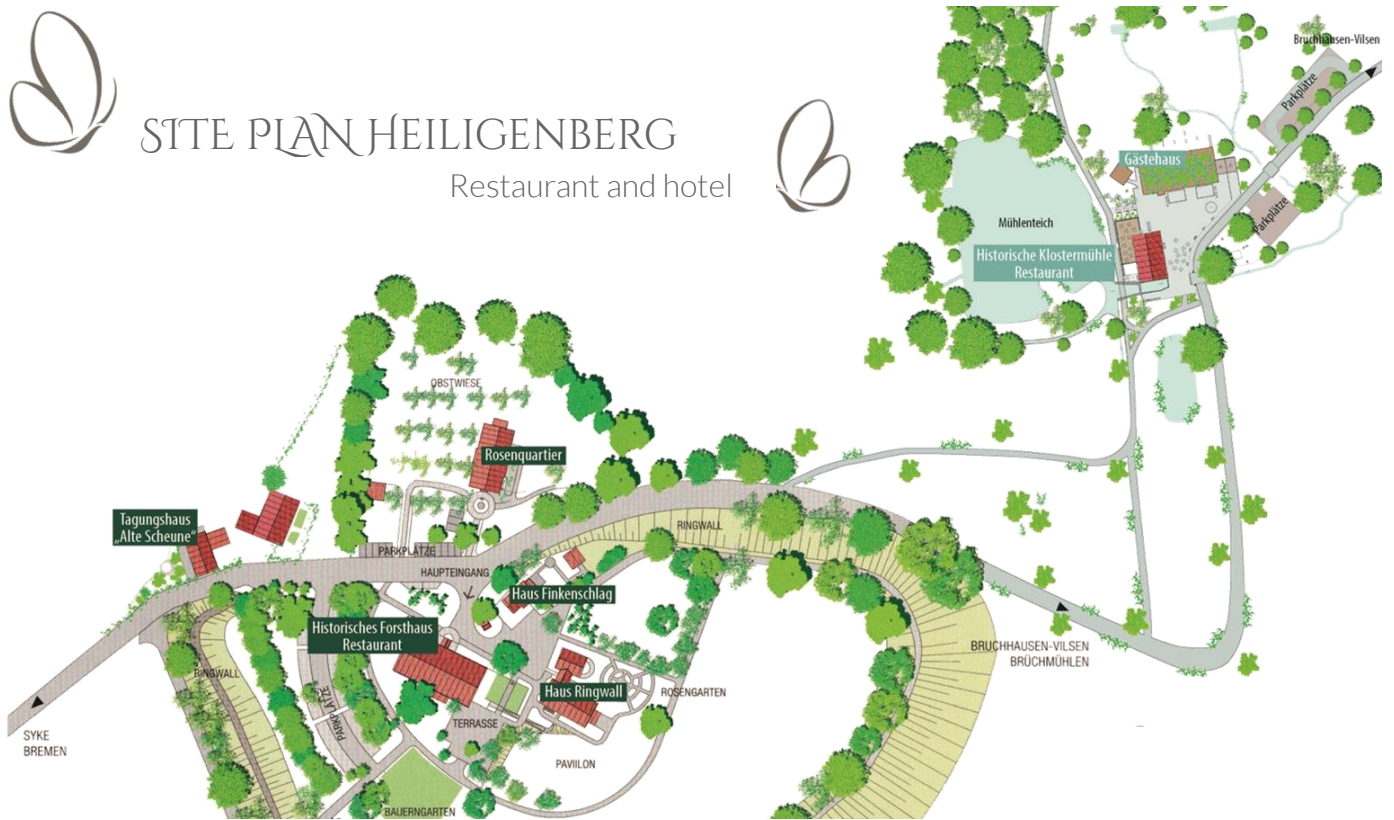 SITE PLAN HEILIGENBERG
Restaurant and hotel
Bruchhausen-Vilsen
Parkplätze
Gästehaus
Parkplätze
Mühlenteich
Historische Klostermühle
Restaurant
OBSTWIESE
Rosenquartier
Tagungshaus
„Alte Scheune“
RINGWALL
PARKPLÄTZE
HAUPTEINGANG
Haus Finkenschlag
Historisches Forsthaus
Restaurant
RINGWALL
PARKPLÄTZE
Haus Ringwall
ROSENGARTEN
TERRASSE
PAVIILON
BAUERNGARTEN
BRUCHHAUSEN-VILSEN
BRÜCHMÜHLEN
SYKE
BREMEN